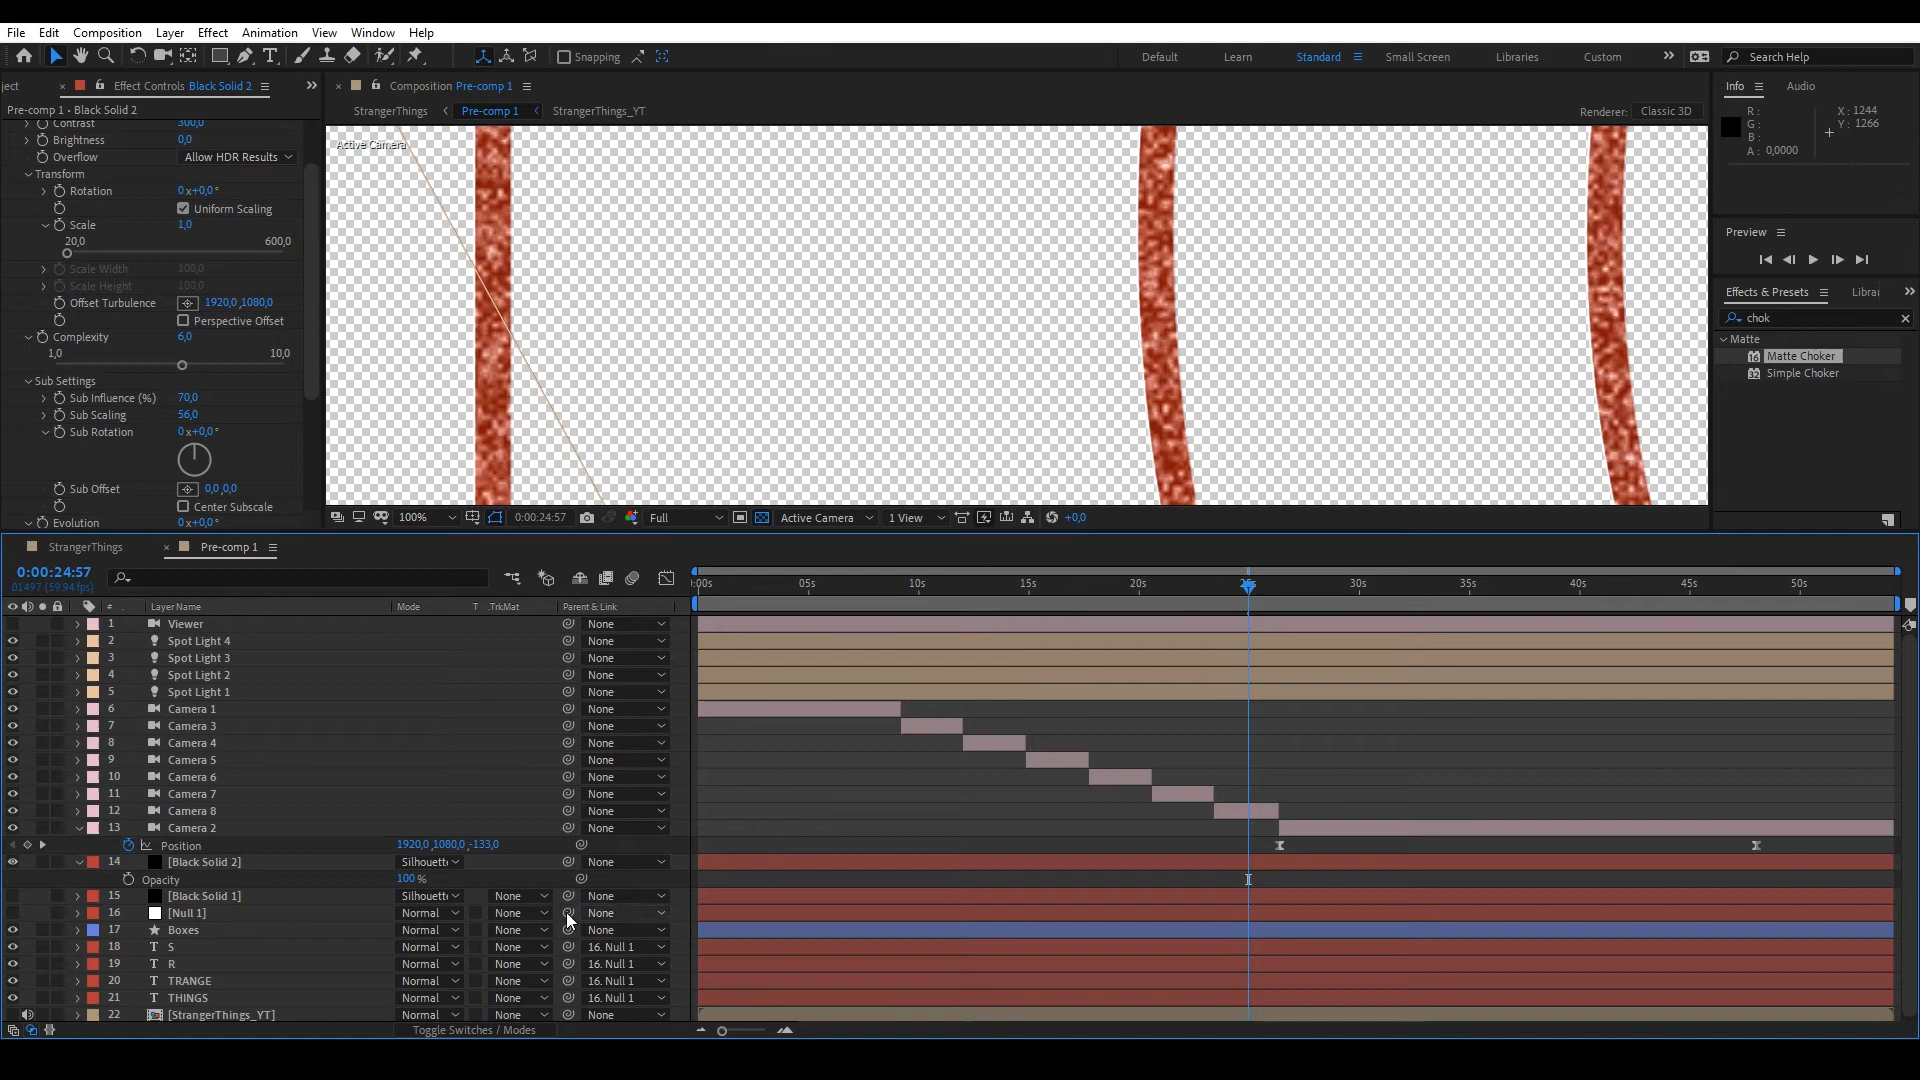 File Edit Composition Layer Effect Animation View Window Help
Snapping Default Learn Standard Small Screen Libraries Custom Search Help
ject Effect Controls Black Solid 2 Composition Pre-comp 1 Info Audio
Pre-comp 1 • Black Solid 2 StrangerThings Pre-comp 1 StrangerThings_YT Renderer: Classic 3D
R : X : 1244
G : Y : 1266
B :
A : 0,0000
Contrast 300,0
Brightness 0,0
Overflow Allow HDR Results
Active Camera
Transform
Rotation 0 x+0,0°
Uniform Scaling
Scale 1,0
20,0 600,0
Scale Width 100,0
Scale Height 100,0
Offset Turbulence 1920,0 ,1080,0
Perspective Offset
Complexity 6,0
1,0 10,0
Sub Settings
Sub Influence (%) 70,0
Sub Scaling 56,0
Sub Rotation 0 x+0,0°
Sub Offset 0,0 ,0,0
Center Subscale
Evolution 0 x+0,0°
Preview
Effects & Presets Librar
chok
Matte
Matte Choker
Simple Choker
100% 0:00:24:57 Full Active Camera 1 View +0,0
StrangerThings Pre-comp 1
0:00:24:57
01497 (59.94 fps)
:00s 05s 10s 15s 20s 25s 30s 35s 40s 45s 50s
# Layer Name Mode T .TrkMat Parent & Link
1 Viewer None
2 Spot Light 4 None
3 Spot Light 3 None
4 Spot Light 2 None
5 Spot Light 1 None
6 Camera 1 None
7 Camera 3 None
8 Camera 4 None
9 Camera 5 None
10 Camera 6 None
11 Camera 7 None
12 Camera 8 None
13 Camera 2 None
Position 1920,0,1080,0,-133,0
14 [Black Solid 2] Silhouett None
Opacity 100 %
15 [Black Solid 1] Silhouett None None
16 [Null 1] Normal None None
17 Boxes Normal None None
18 T S Normal None 16. Null 1
19 T R Normal None 16. Null 1
20 T TRANGE Normal None 16. Null 1
21 T THINGS Normal None 16. Null 1
22 [StrangerThings_YT] Normal None None
Toggle Switches / Modes